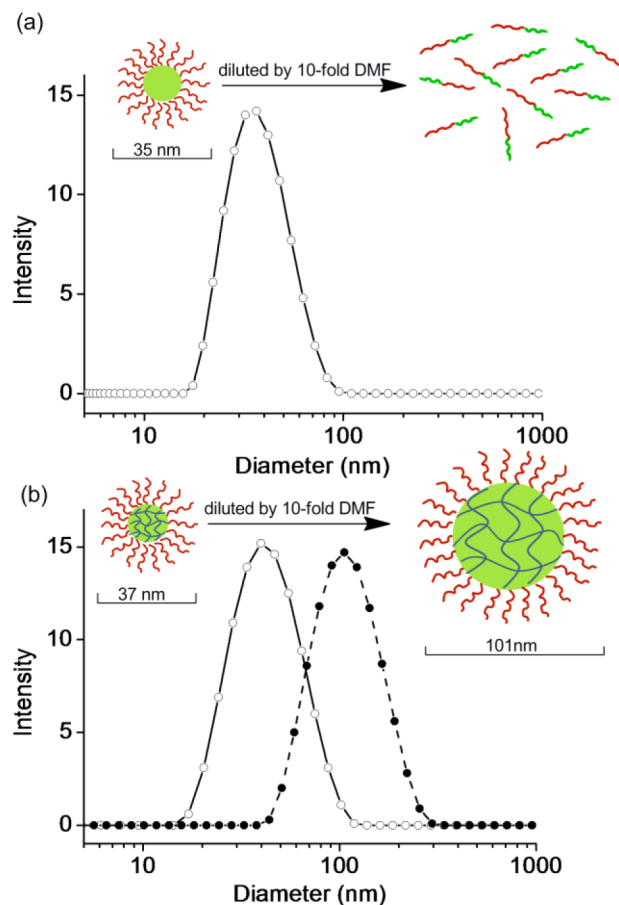 (a)
diluted by 10-fold DMF
35 nm
15
10
5
0
Intensity
10
100
1000
Diameter (nm)
(b)
diluted by 10-fold DMF
37 nm
101nm
15
10
5
0
Intensity
10
100
1000
Diameter (nm)